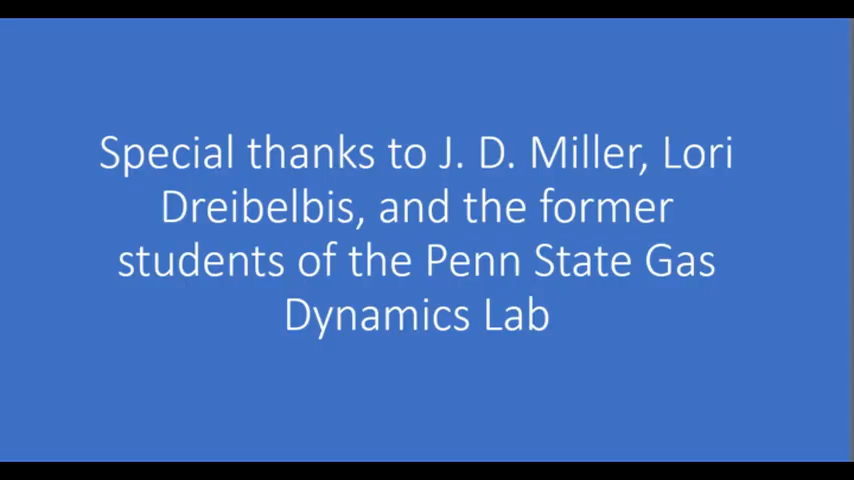 Special thanks to J. D. Miller, Lori
Dreibelbis, and the former
students of the Penn State Gas
Dynamics Lab